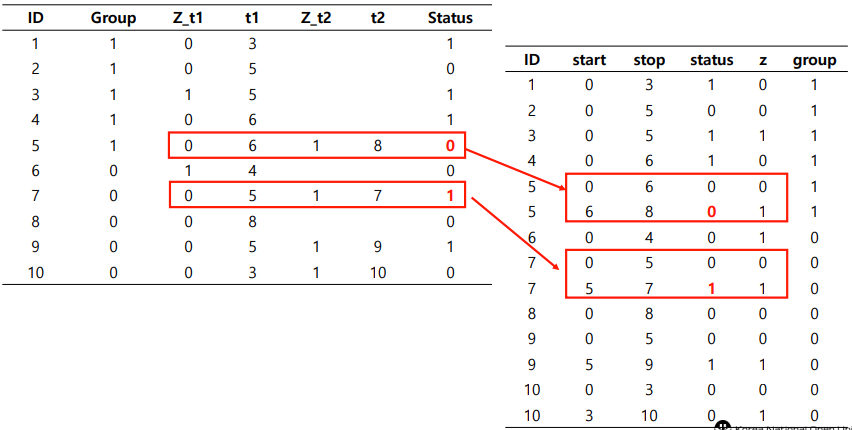 ID Group Z_t1 t1 Z_t2 t2 Status
1 1 0 3 1
2 1 0 5 0
3 1 1 5 1
4 1 0 6 1
5 1 0 6 1 8 0
6 0 1 4 0
7 0 0 5 1 7 1
8 0 0 8 0
9 0 0 5 1 9 1
10 0 0 3 1 10 0
ID start stop status z group
1 0 3 1 0 1
2 0 5 0 0 1
3 0 5 1 1 1
4 0 6 1 0 1
5 0 6 0 0 1
5 6 8 0 1 1
6 0 4 0 1 0
7 0 5 0 0 0
7 5 7 1 1 0
8 0 8 0 0 0
9 0 5 0 0 0
9 5 9 1 1 0
10 0 3 0 0 0
10 3 10 0 1 0
Korea National Open